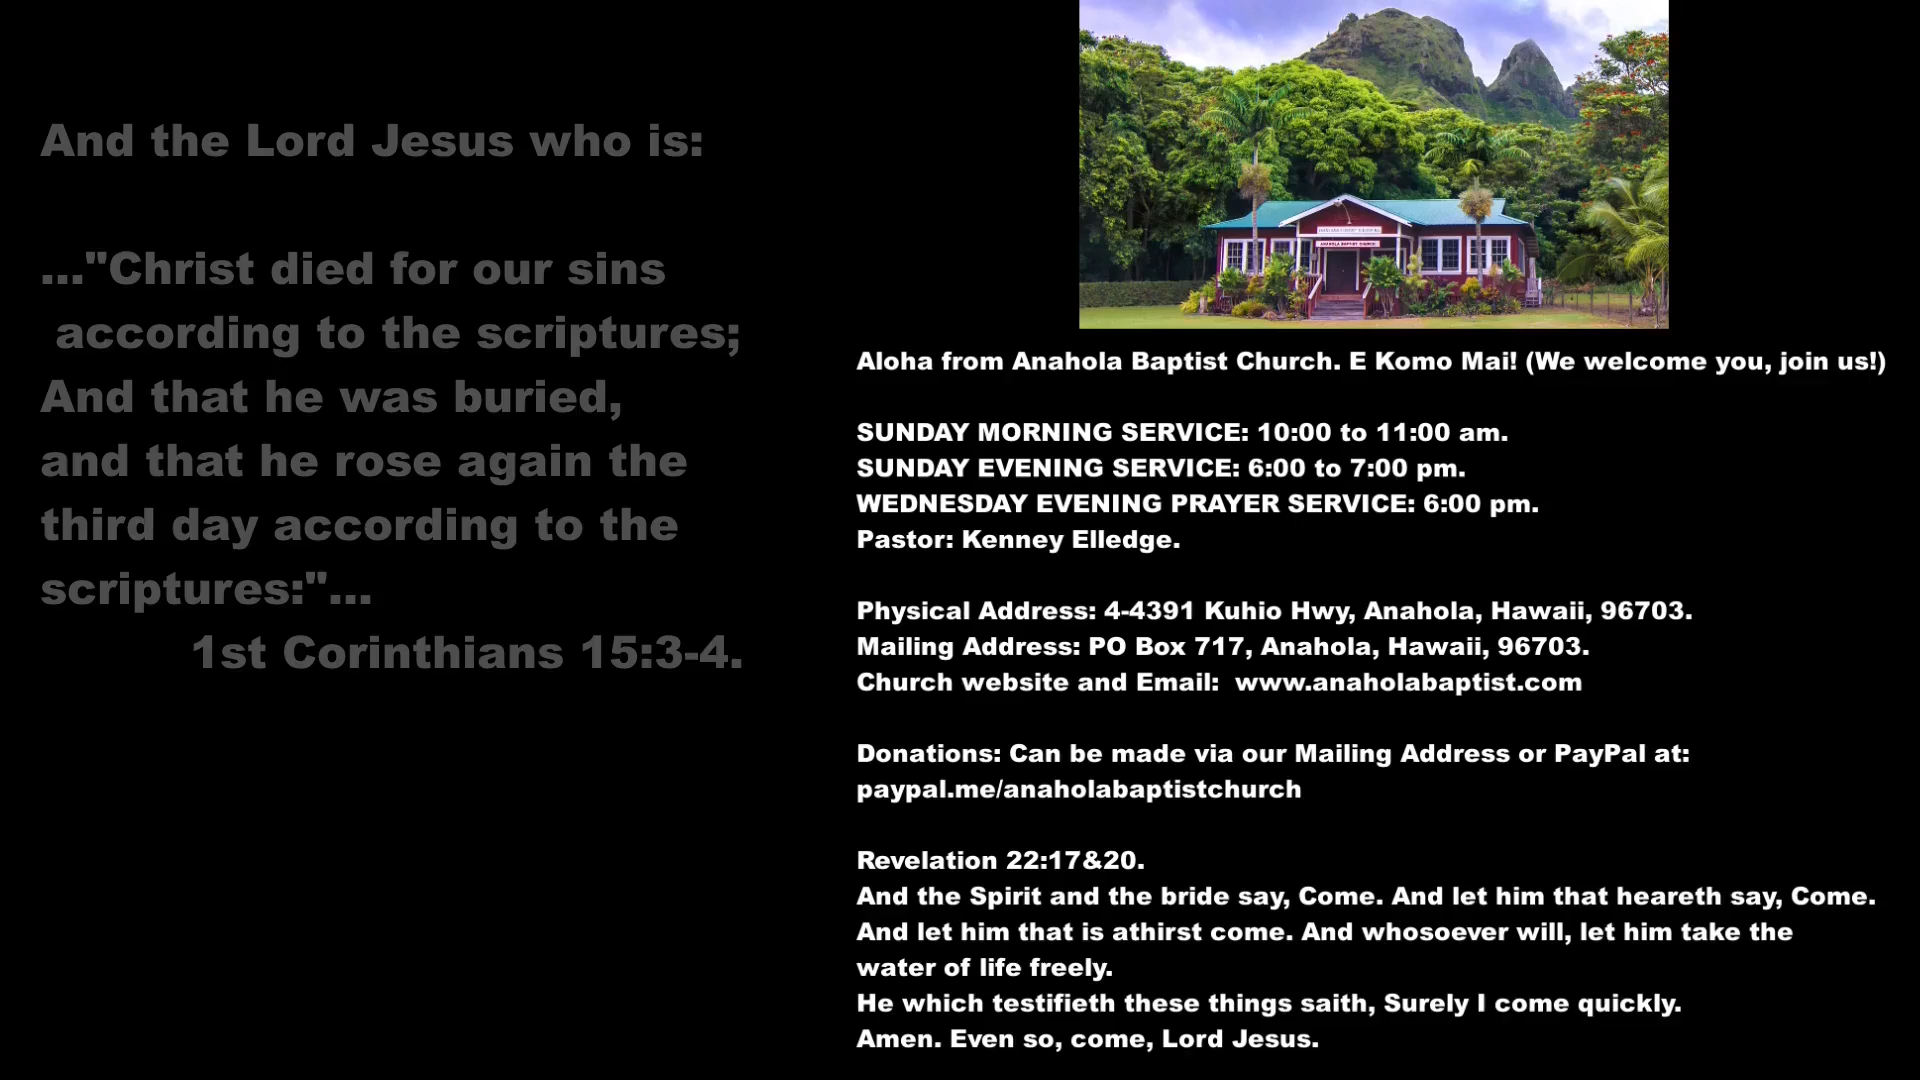 And the Lord Jesus who is:
..."Christ died for our sins
according to the scriptures;
And that he was buried,
and that he rose again the
third day according to the
scriptures:"...
1st Corinthians 15:3-4.
ANAHOLA BAPTIST CHURCH
Aloha from Anahola Baptist Church. E Komo Mai! (We welcome you, join us!)
SUNDAY MORNING SERVICE: 10:00 to 11:00 am.
SUNDAY EVENING SERVICE: 6:00 to 7:00 pm.
WEDNESDAY EVENING PRAYER SERVICE: 6:00 pm.
Pastor: Kenney Elledge.
Physical Address: 4-4391 Kuhio Hwy, Anahola, Hawaii, 96703.
Mailing Address: PO Box 717, Anahola, Hawaii, 96703.
Church website and Email:  www.anaholabaptist.com
Donations: Can be made via our Mailing Address or PayPal at:
paypal.me/anaholabaptistchurch
Revelation 22:17&20.
And the Spirit and the bride say, Come. And let him that heareth say, Come.
And let him that is athirst come. And whosoever will, let him take the
water of life freely.
He which testifieth these things saith, Surely I come quickly.
Amen. Even so, come, Lord Jesus.